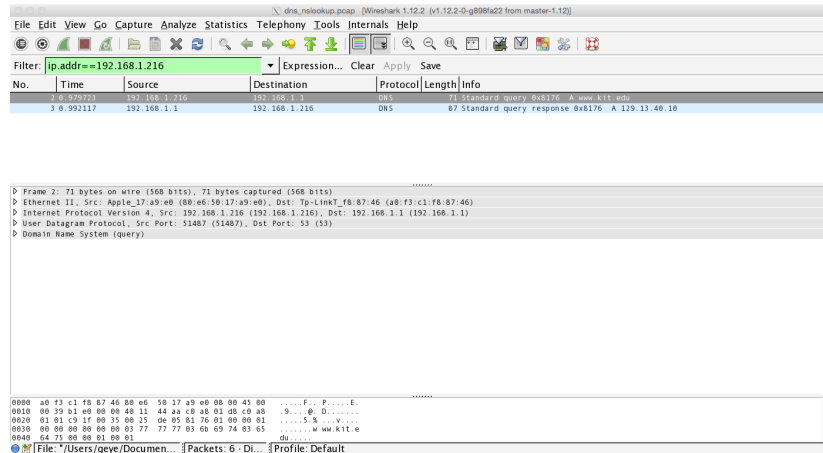 dns_nslookup.pcap [Wireshark 1.12.2 (v1.12.2-0-g898fa22 from master-1.12)]
File Edit View Go Capture Analyze Statistics Telephony Tools Internals Help
Filter: ip.addr==192.168.1.216 Expression... Clear Apply Save
No. Time Source Destination Protocol Length Info
2 0.979723 192.168.1.216 192.168.1.1 DNS 71 Standard query 0x8176 A www.kit.edu
3 0.992117 192.168.1.1 192.168.1.216 DNS 87 Standard query response 0x8176 A 129.13.40.10
Frame 2: 71 bytes on wire (568 bits), 71 bytes captured (568 bits)
Ethernet II, Src: Apple_17:a9:e0 (80:e6:50:17:a9:e0), Dst: Tp-LinkT_f8:87:46 (a0:f3:c1:f8:87:46)
Internet Protocol Version 4, Src: 192.168.1.216 (192.168.1.216), Dst: 192.168.1.1 (192.168.1.1)
User Datagram Protocol, Src Port: 51487 (51487), Dst Port: 53 (53)
Domain Name System (query)
0000 a0 f3 c1 f8 87 46 80 e6 50 17 a9 e0 08 00 45 00 .....F.. P.....E.
0010 00 39 b1 e0 00 00 40 11 44 aa c0 a8 01 d8 c0 a8 .9....@. D.......
0020 01 01 c9 1f 00 35 00 25 de 05 81 76 01 00 00 01 .....5.% ...v....
0030 00 00 00 00 00 00 03 77 77 77 03 6b 69 74 03 65 .......w ww.kit.e
0040 64 75 00 00 01 00 01 du.....
File: "/Users/geye/Documen... Packets: 6 · Di... Profile: Default